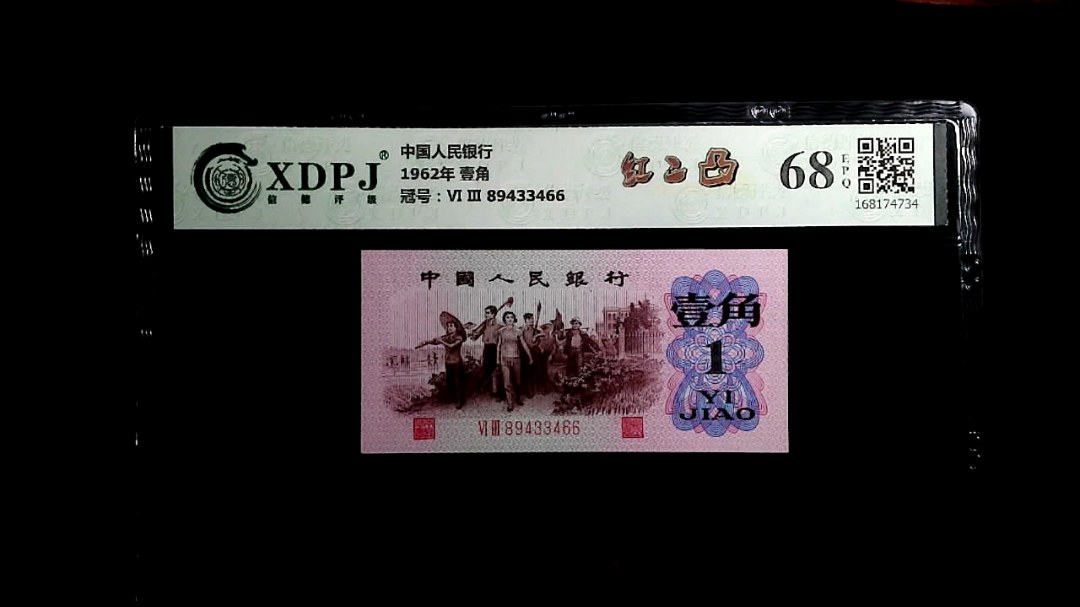 XDPJ®
信德评级
中国人民银行
1962年 壹角
冠号：VI III 89433466
红二凸
68
EPQ
168174734
中國人民銀行
壹角
1
YI
JIAO
VI III 89433466